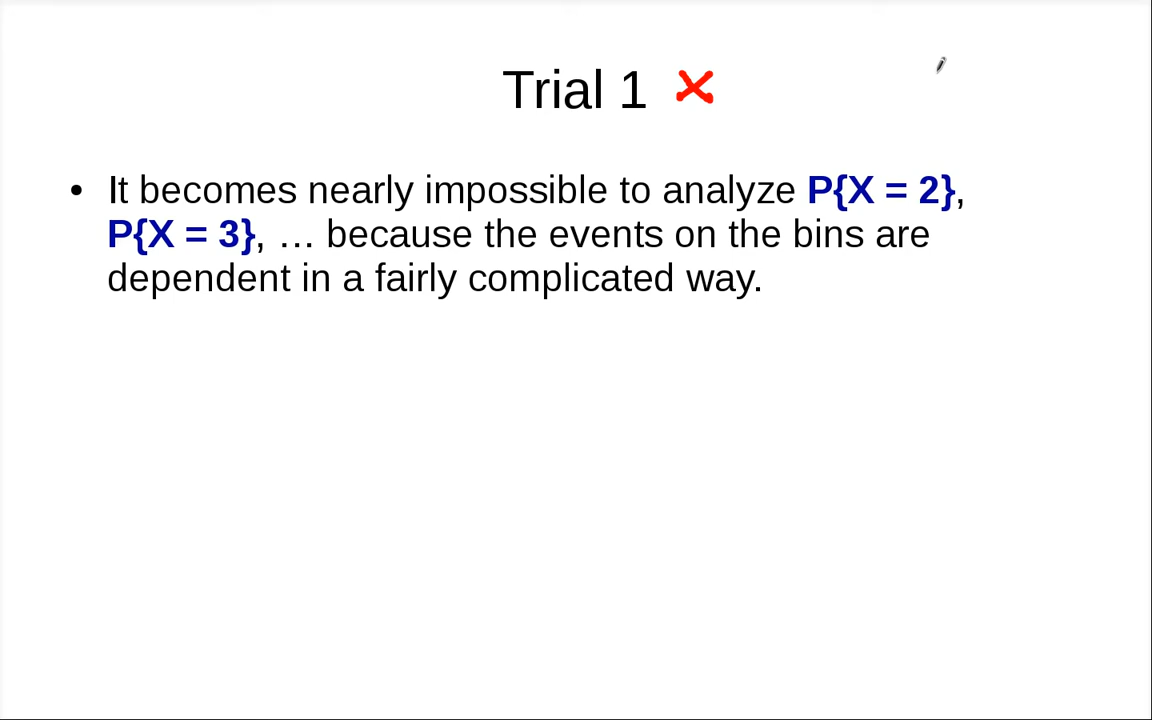 Trial 1 ✗
• It becomes nearly impossible to analyze P{X = 2},
P{X = 3}, … because the events on the bins are
dependent in a fairly complicated way.